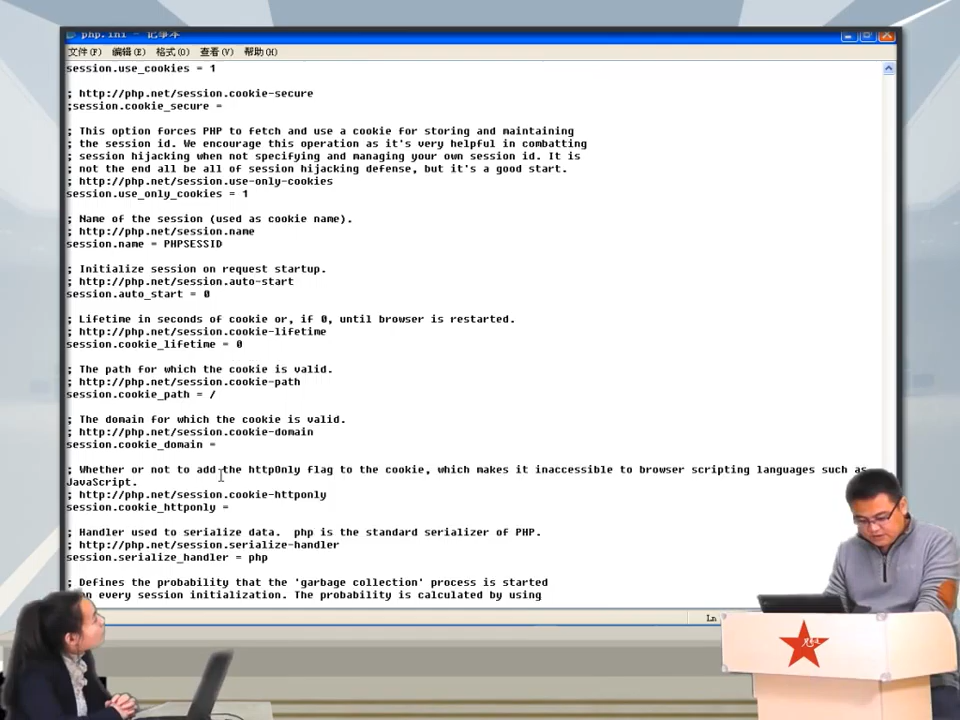 php.ini - 记事本
文件(F) 编辑(E) 格式(O) 查看(V) 帮助(H)
session.use_cookies = 1
; http://php.net/session.cookie-secure
;session.cookie_secure =
; This option forces PHP to fetch and use a cookie for storing and maintaining
; the session id. We encourage this operation as it's very helpful in combatting
; session hijacking when not specifying and managing your own session id. It is
; not the end all be all of session hijacking defense, but it's a good start.
; http://php.net/session.use-only-cookies
session.use_only_cookies = 1
; Name of the session (used as cookie name).
; http://php.net/session.name
session.name = PHPSESSID
; Initialize session on request startup.
; http://php.net/session.auto-start
session.auto_start = 0
; Lifetime in seconds of cookie or, if 0, until browser is restarted.
; http://php.net/session.cookie-lifetime
session.cookie_lifetime = 0
; The path for which the cookie is valid.
; http://php.net/session.cookie-path
session.cookie_path = /
; The domain for which the cookie is valid.
; http://php.net/session.cookie-domain
session.cookie_domain =
; Whether or not to add the httpOnly flag to the cookie, which makes it inaccessible to browser scripting languages such as
JavaScript.
; http://php.net/session.cookie-httponly
session.cookie_httponly =
; Handler used to serialize data.  php is the standard serializer of PHP.
; http://php.net/session.serialize-handler
session.serialize_handler = php
; Defines the probability that the 'garbage collection' process is started
on every session initialization. The probability is calculated by using
Ln